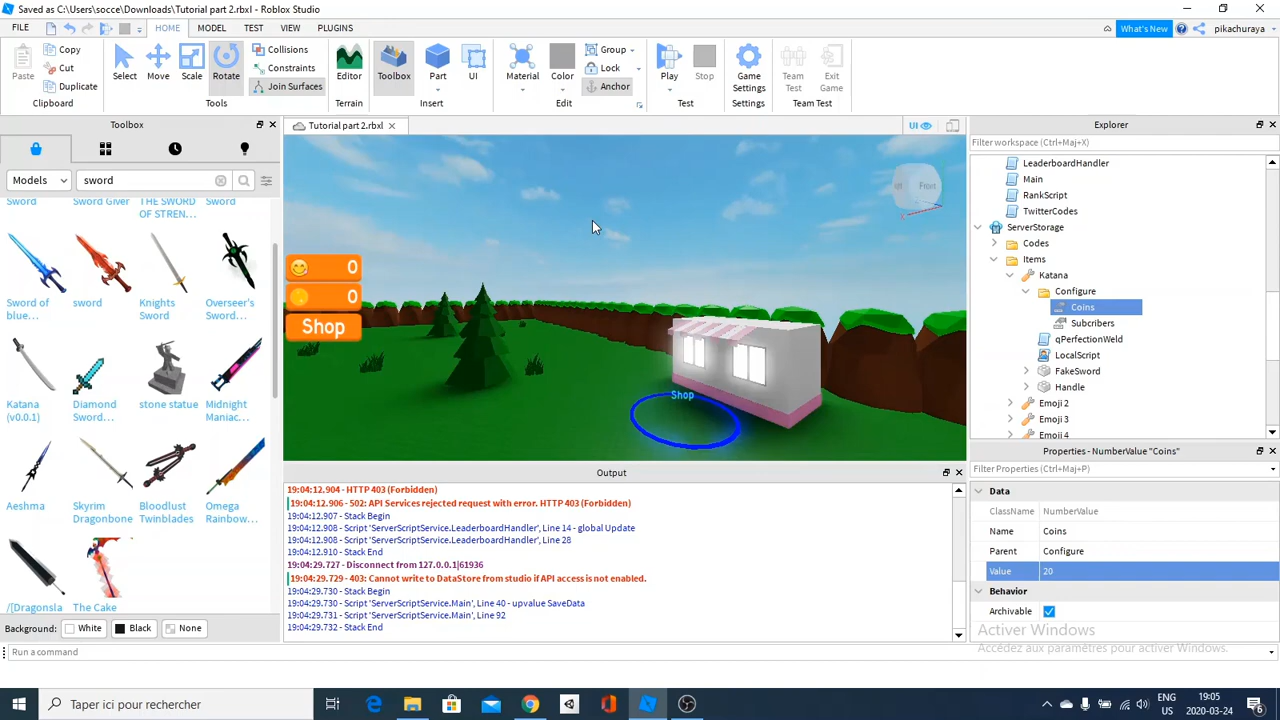 Saved as C:\Users\socce\Downloads\Tutorial part 2.rbxl - Roblox Studio
FILE
HOME
MODEL
TEST
VIEW
PLUGINS
What's New
pikachuraya
Paste
Copy
Cut
Duplicate
Clipboard
Select
Move
Scale
Rotate
Collisions
Constraints
Join Surfaces
Tools
Editor
Terrain
Toolbox
Part
UI
Insert
Material
Color
Group
Lock
Anchor
Edit
Play
Stop
Test
Game Settings
Settings
Team Test
Exit Game
Team Test
Toolbox
Models
sword
Sword
Sword Giver
THE SWORD OF STREN...
Sword of blue...
sword
Knights Sword
Overseer's Sword...
Katana (v0.0.1)
Diamond Sword...
stone statue
Midnight Maniac...
Aeshma
Skyrim Dragonbone
Bloodlust Twinblades
Omega Rainbow...
/[Dragonsla
The Cake
Background:
White
Black
None
Tutorial part 2.rbxl
UI
Front
0
0
Shop
Shop
Output
19:04:12.904 - HTTP 403 (Forbidden)
19:04:12.906 - 502: API Services rejected request with error. HTTP 403 (Forbidden)
19:04:12.907 - Stack Begin
19:04:12.908 - Script 'ServerScriptService.LeaderboardHandler', Line 14 - global Update
19:04:12.908 - Script 'ServerScriptService.LeaderboardHandler', Line 28
19:04:12.910 - Stack End
19:04:29.727 - Disconnect from 127.0.0.1|61936
19:04:29.729 - 403: Cannot write to DataStore from studio if API access is not enabled.
19:04:29.730 - Stack Begin
19:04:29.730 - Script 'ServerScriptService.Main', Line 40 - upvalue SaveData
19:04:29.731 - Script 'ServerScriptService.Main', Line 92
19:04:29.732 - Stack End
Explorer
Filter workspace (Ctrl+Maj+X)
LeaderboardHandler
Main
RankScript
TwitterCodes
ServerStorage
Codes
Items
Katana
Configure
Coins
Subcribers
qPerfectionWeld
LocalScript
FakeSword
Handle
Emoji 2
Emoji 3
Emoji 4
Properties - NumberValue "Coins"
Filter Properties (Ctrl+Maj+P)
Data
ClassName NumberValue
Name Coins
Parent Configure
Value 20
Behavior
Archivable
Activer Windows
Accédez aux paramètres pour activer Windows.
Run a command
Taper ici pour rechercher
ENG
US
19:05
2020-03-24